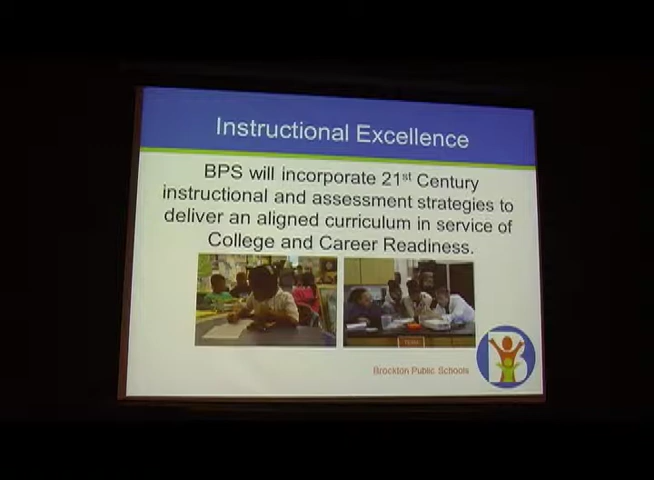 Instructional Excellence
BPS will incorporate 21st Century
instructional and assessment strategies to
deliver an aligned curriculum in service of
College and Career Readiness.
Brockton Public Schools
B